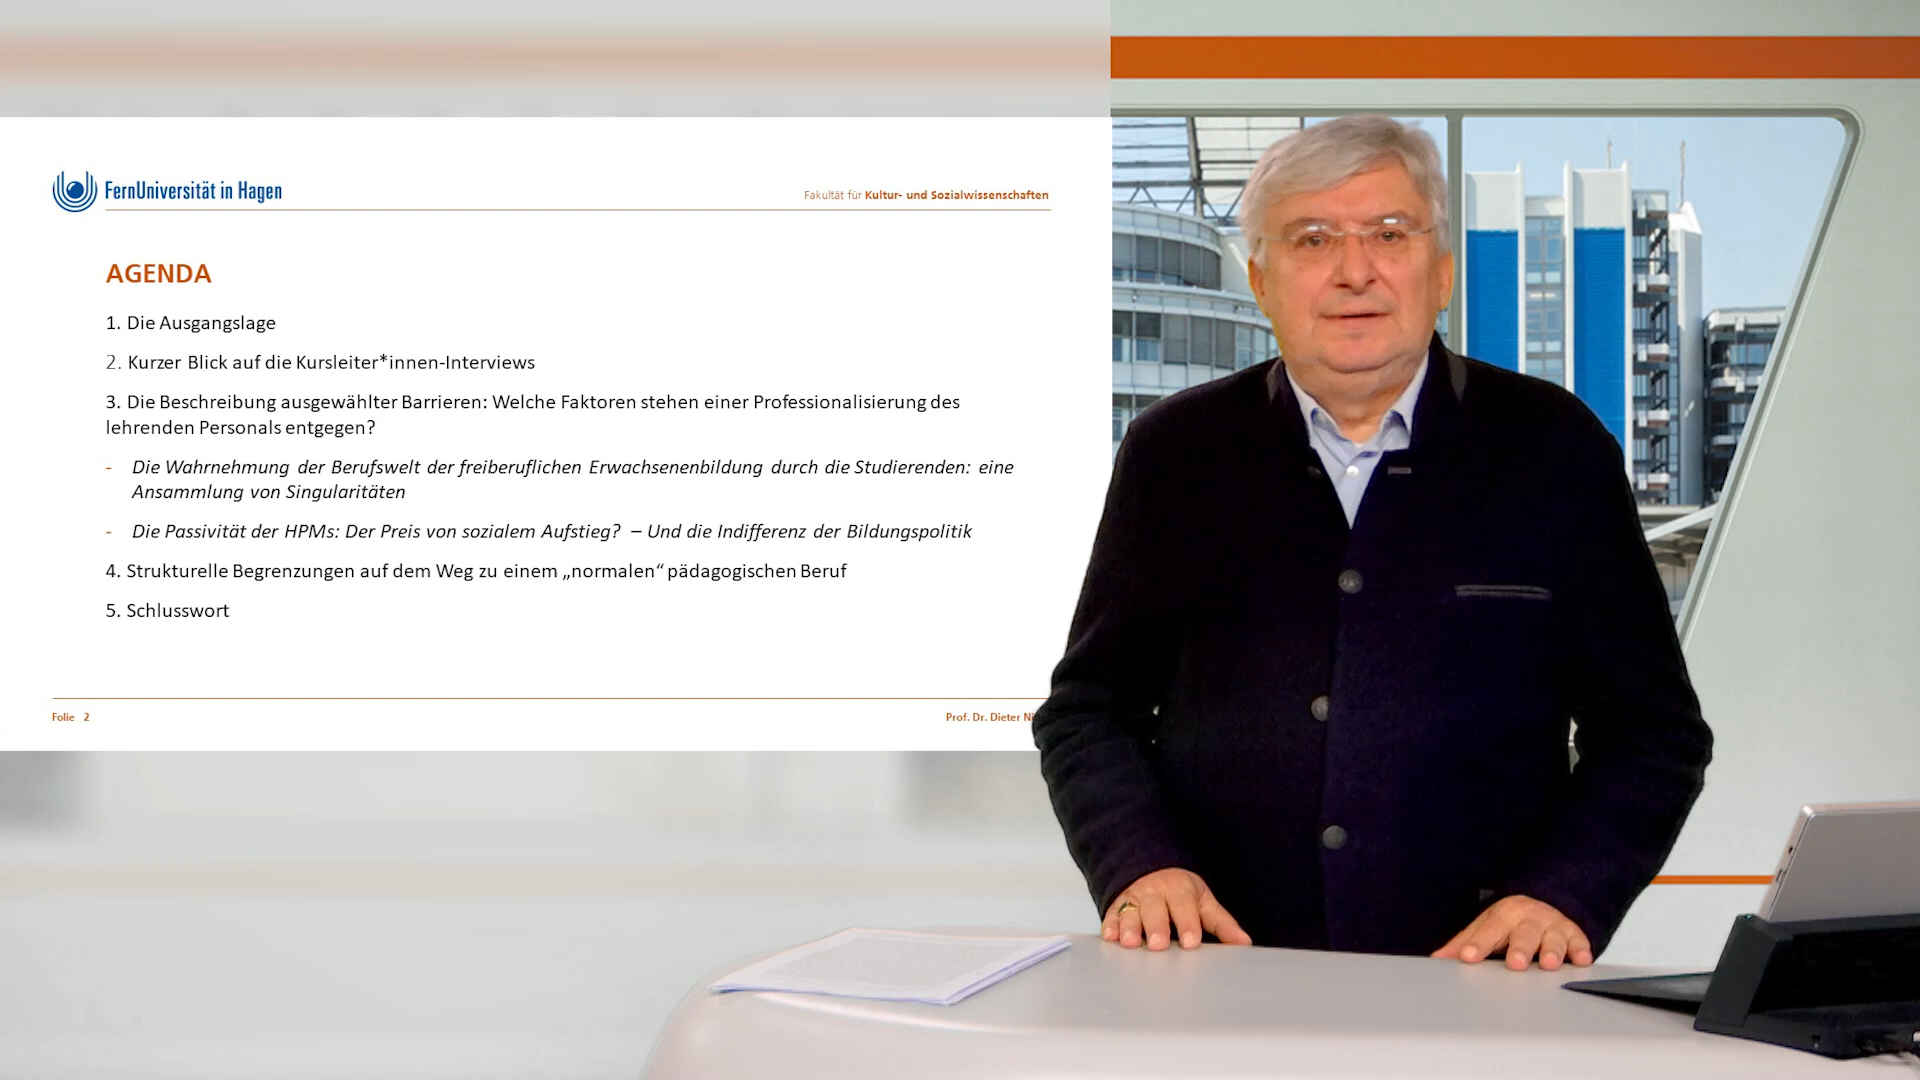 FernUniversität in Hagen
Fakultät für Kultur- und Sozialwissenschaften
AGENDA
1. Die Ausgangslage
2. Kurzer Blick auf die Kursleiter*innen-Interviews
3. Die Beschreibung ausgewählter Barrieren: Welche Faktoren stehen einer Professionalisierung des
lehrenden Personals entgegen?
- Die Wahrnehmung der Berufswelt der freiberuflichen Erwachsenenbildung durch die Studierenden: eine
Ansammlung von Singularitäten
- Die Passivität der HPMs: Der Preis von sozialem Aufstieg? – Und die Indifferenz der Bildungspolitik
4. Strukturelle Begrenzungen auf dem Weg zu einem „normalen“ pädagogischen Beruf
5. Schlusswort
Folie 2
Prof. Dr. Dieter